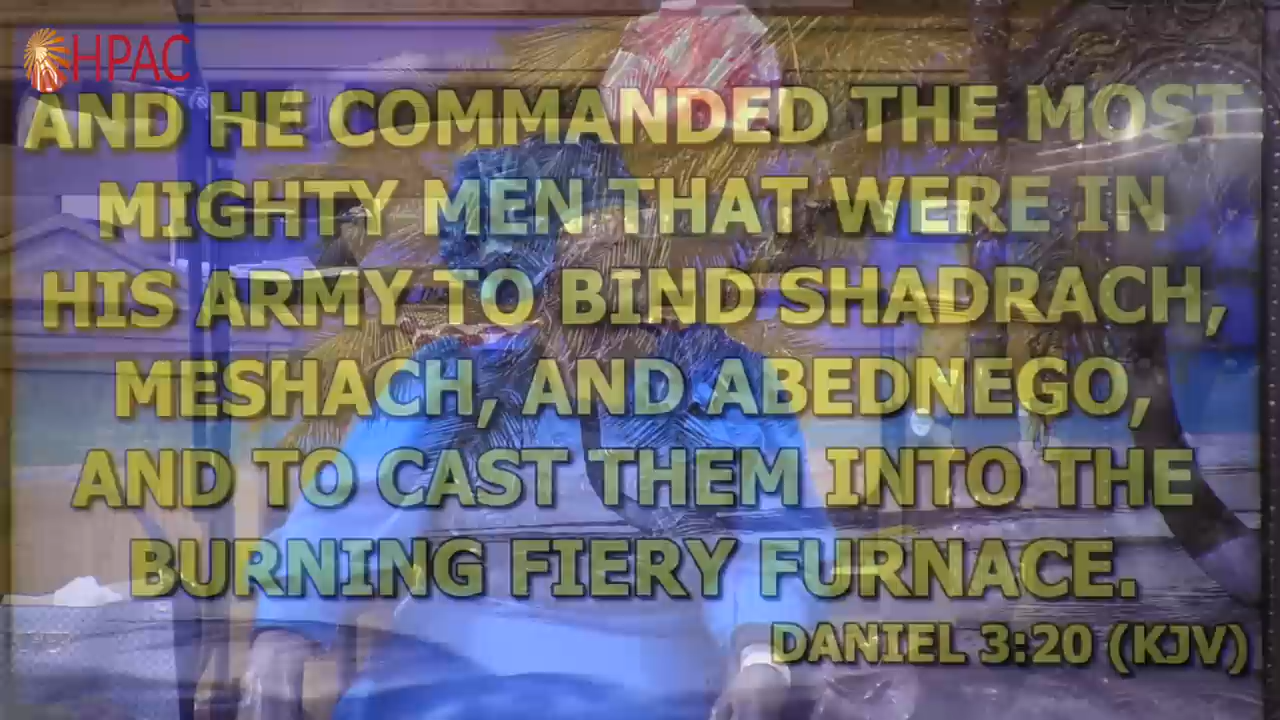 HPAC
AND HE COMMANDED THE MOST
MIGHTY MEN THAT WERE IN
HIS ARMY TO BIND SHADRACH,
MESHACH, AND ABEDNEGO,
AND TO CAST THEM INTO THE
BURNING FIERY FURNACE.
DANIEL 3:20 (KJV)